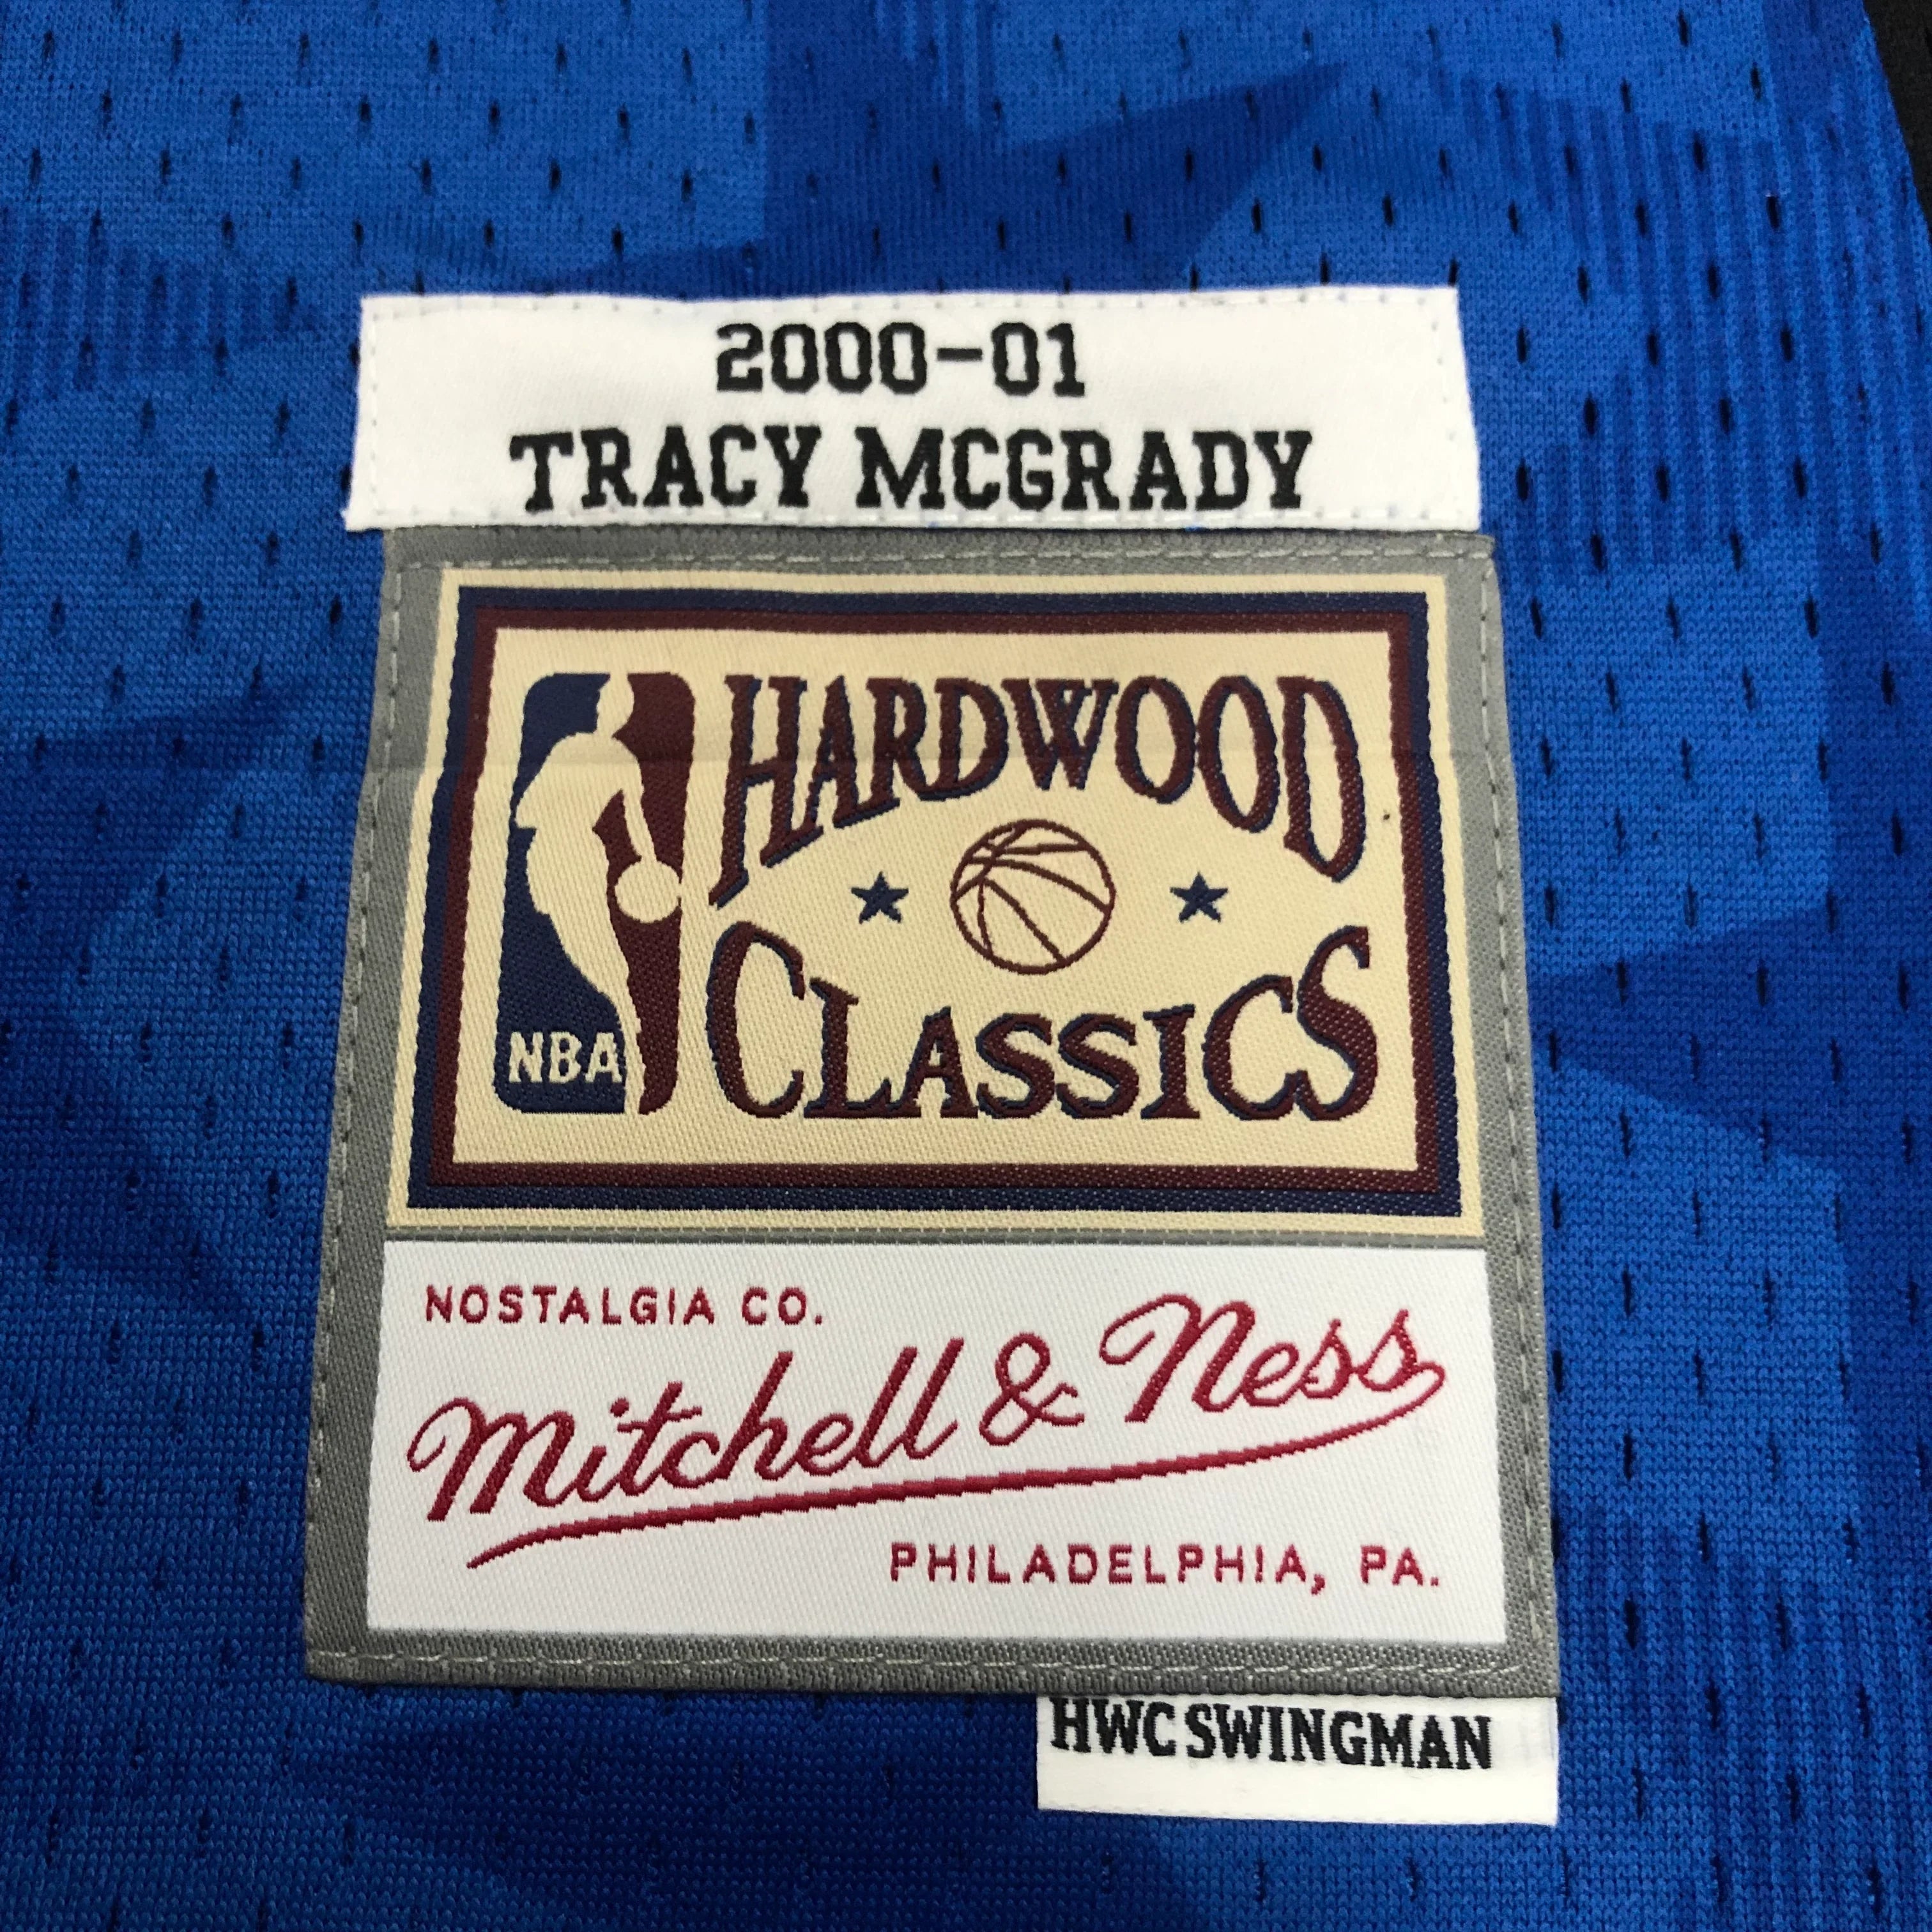 2000-01
TRACY MCGRADY
HARDWOOD
CLASSICS
NBA
NOSTALGIA CO.
Mitchell & Ness
PHILADELPHIA, PA.
HWC SWINGMAN